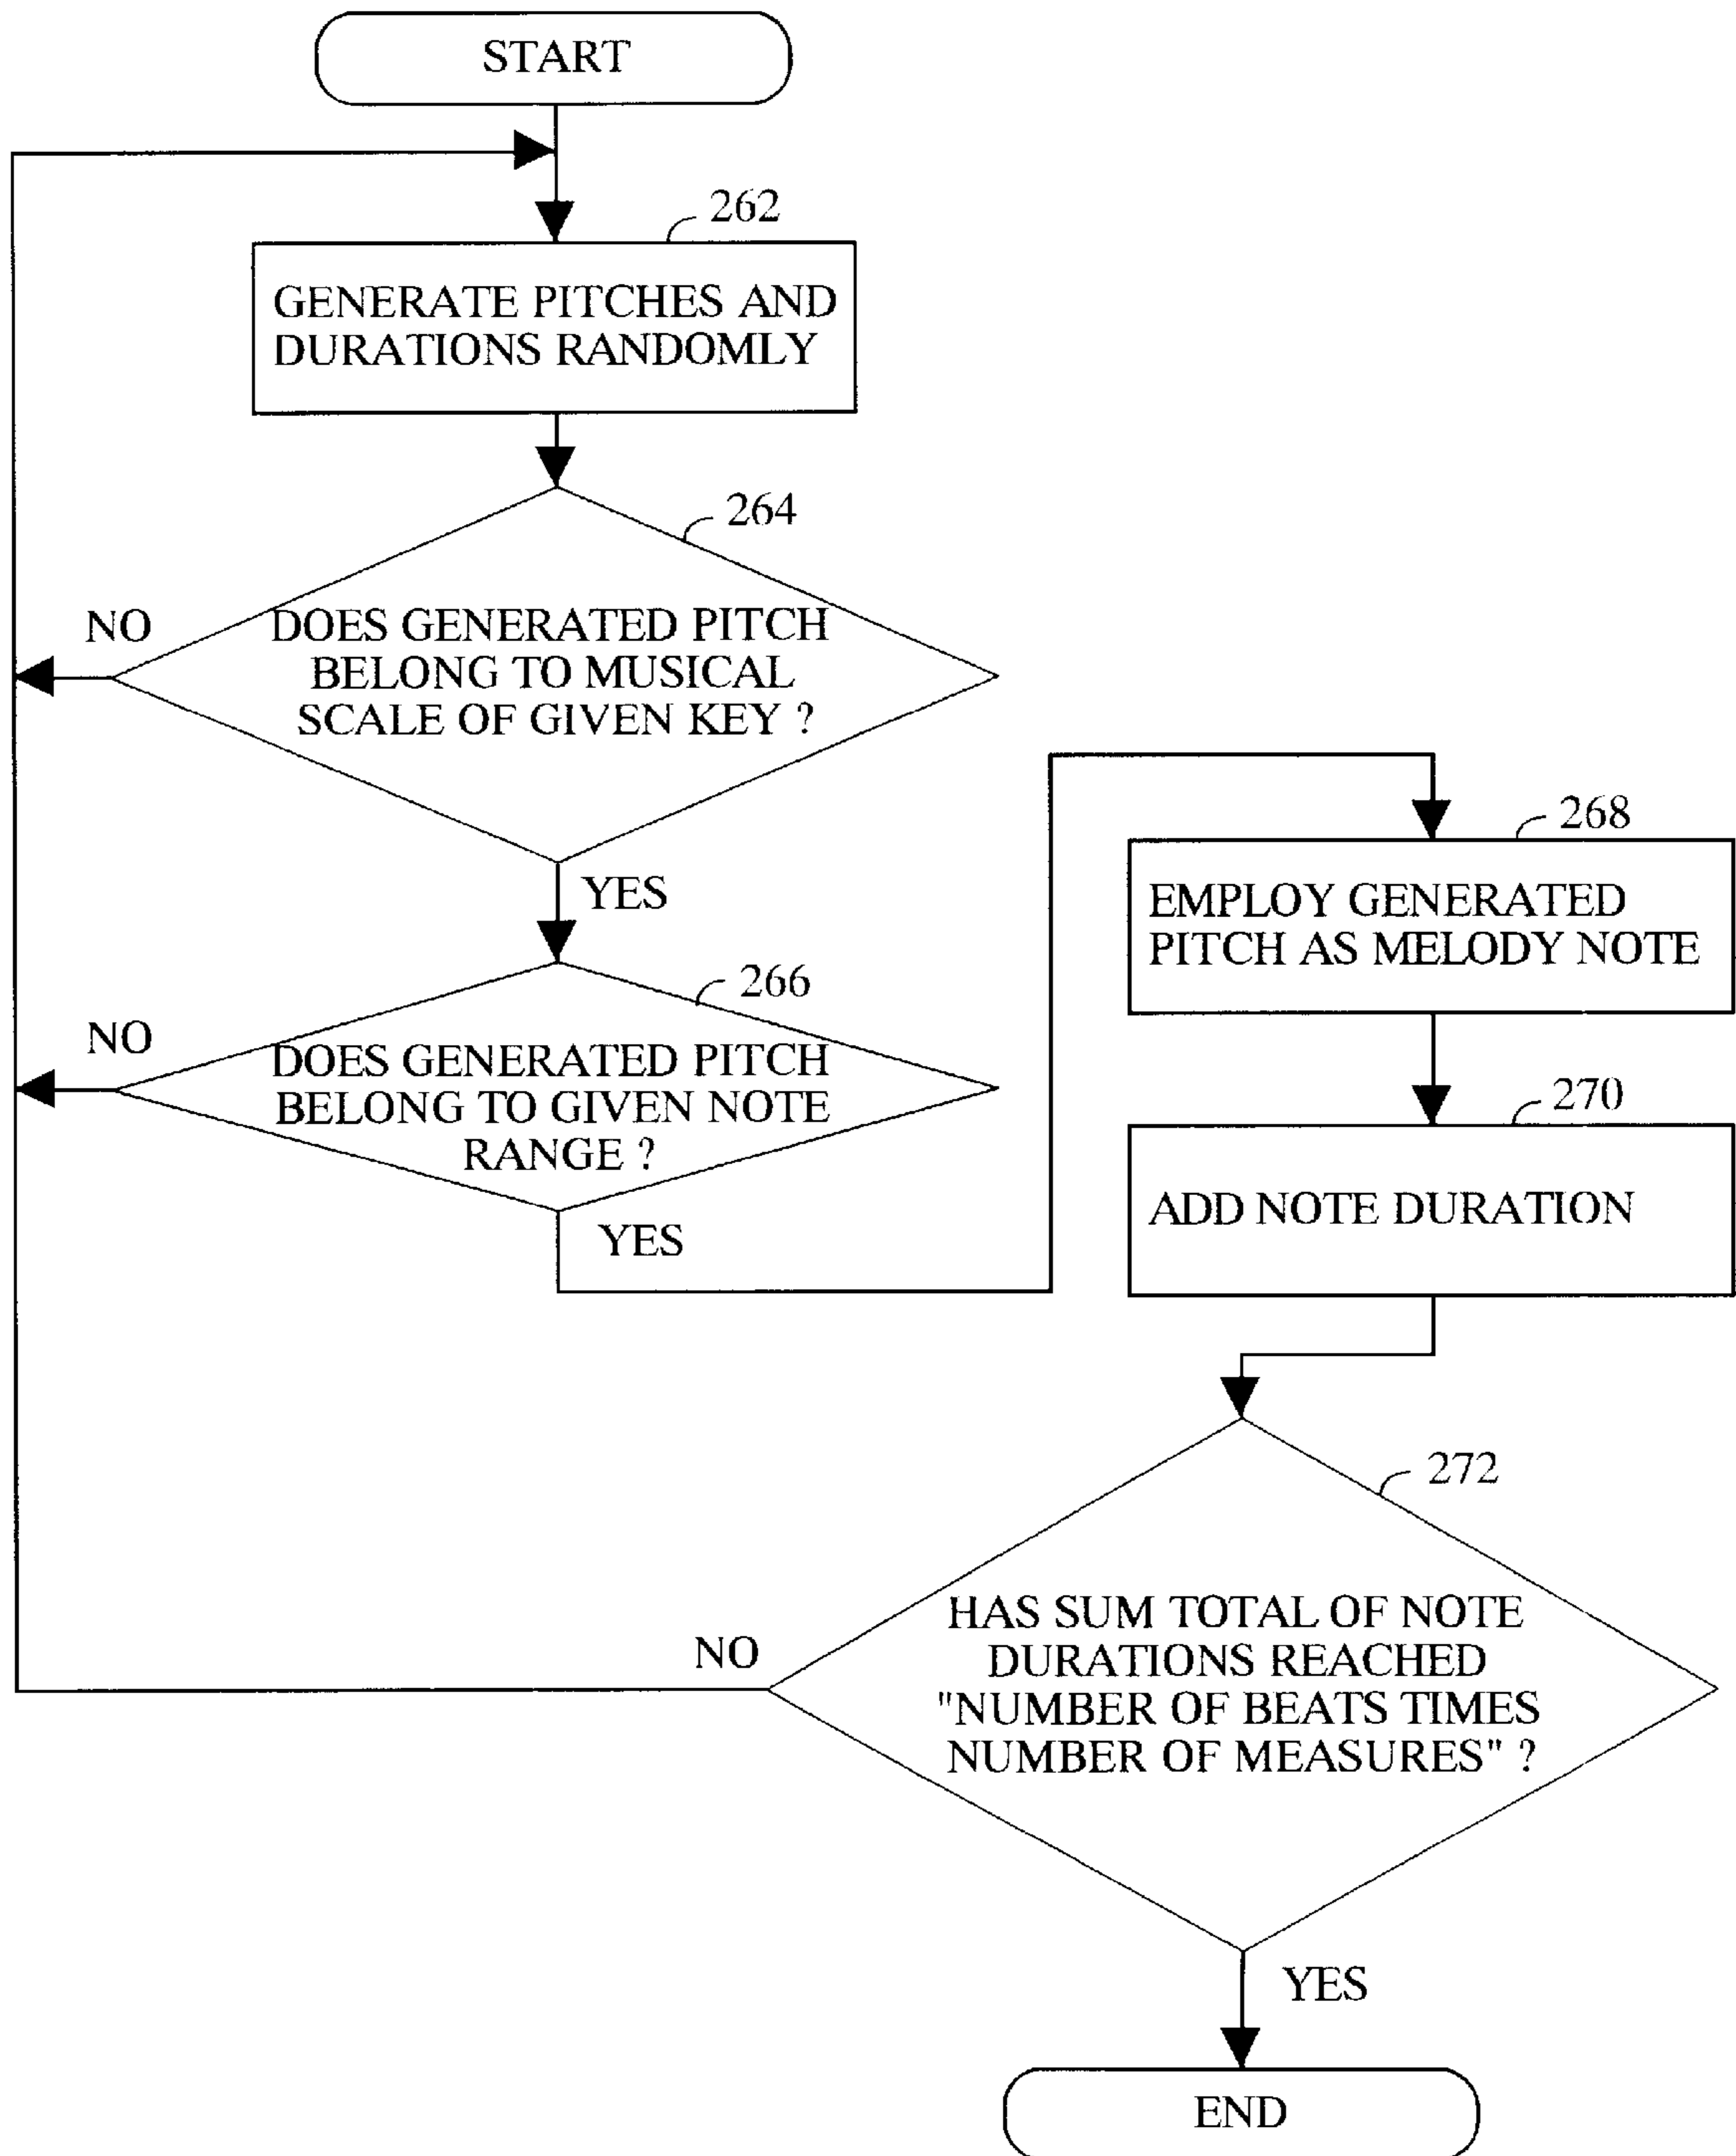 START
262
GENERATE PITCHES AND
DURATIONS RANDOMLY
264
NO
DOES GENERATED PITCH
BELONG TO MUSICAL
SCALE OF GIVEN KEY ?
YES
266
NO
DOES GENERATED PITCH
BELONG TO GIVEN NOTE
RANGE ?
YES
268
EMPLOY GENERATED
PITCH AS MELODY NOTE
270
ADD NOTE DURATION
272
NO
HAS SUM TOTAL OF NOTE
DURATIONS REACHED
"NUMBER OF BEATS TIMES
NUMBER OF MEASURES" ?
YES
END